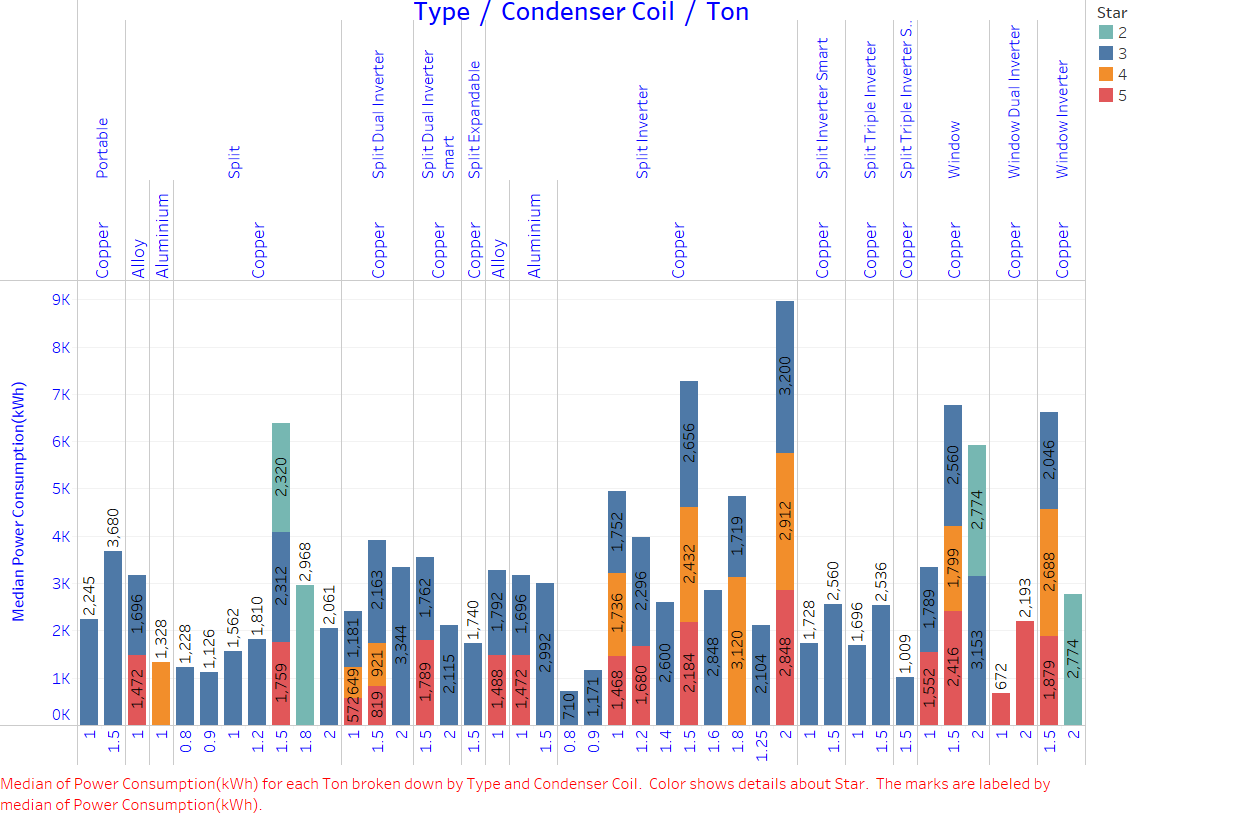 Type / Condenser Coil / Ton
Star
2
3
4
5
Portable
Split
Split Dual Inverter
Split Dual Inverter
Smart
Split Expandable
Split Inverter
Split Inverter Smart
Split Triple Inverter
Split Triple Inverter S..
Window
Window Dual Inverter
Window Inverter
Copper
Alloy
Aluminium
Copper
Copper
Copper
Copper
Alloy
Aluminium
Copper
Copper
Copper
Copper
Copper
Copper
Copper
Median Power Consumption(kWh)
9K
8K
7K
6K
5K
4K
3K
2K
1K
0K
2,245
3,680
1,696
1,472
1,328
1,228
1,126
1,562
1,810
2,320
2,312
1,759
2,968
2,061
1,181
649
572
2,163
921
819
3,344
1,762
1,789
2,115
1,740
1,792
1,488
1,696
1,472
2,992
710
1,171
1,752
1,736
1,468
2,296
1,680
2,600
2,656
2,432
2,184
2,848
1,719
3,120
2,104
3,200
2,912
2,848
1,728
2,560
1,696
2,536
1,009
1,789
1,552
2,560
1,799
2,416
2,774
3,153
672
2,193
2,046
2,688
1,879
2,774
1
1.5
1
1
0.8
0.9
1
1.2
1.5
1.8
2
1
1.5
2
1.5
2
1.5
1
1
1.5
0.8
0.9
1
1.2
1.4
1.5
1.6
1.8
1.25
2
1
1.5
1
1.5
1.5
1
1.5
2
1
2
1.5
2
Median of Power Consumption(kWh) for each Ton broken down by Type and Condenser Coil.  Color shows details about Star.  The marks are labeled by
median of Power Consumption(kWh).